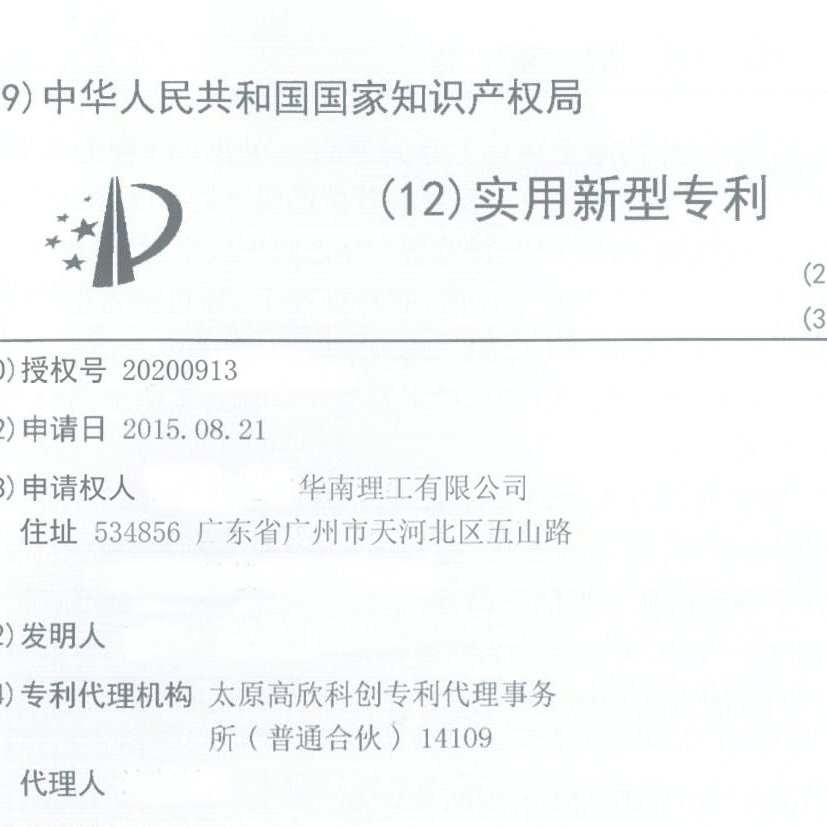 9)中华人民共和国国家知识产权局
(12)实用新型专利
(2
(3
0)授权号 20200913
2)申请日 2015.08.21
3)申请权人 华南理工有限公司
住址 534856 广东省广州市天河北区五山路
2)发明人
4)专利代理机构 太原高欣科创专利代理事务
所(普通合伙) 14109
代理人